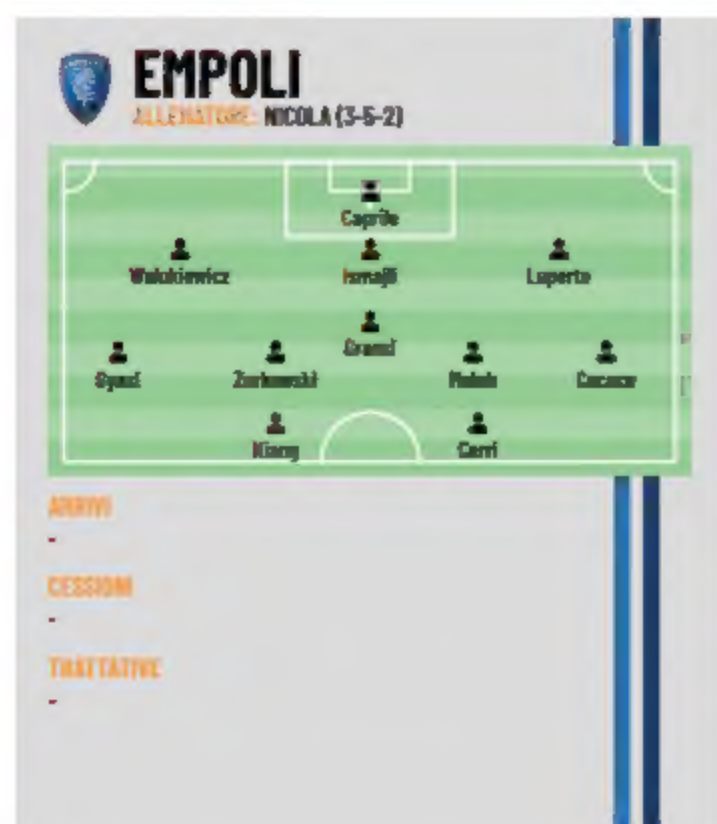 EMPOLI
ALLENATORE: NICOLA (3-5-2)
Caprile
Walukiewicz Ismajli Luperto
Grassi
Gyasi Zurkowski Maleh Cacace
Niang Cerri
ARRIVI
-
CESSIONI
-
TRATTATIVE
-